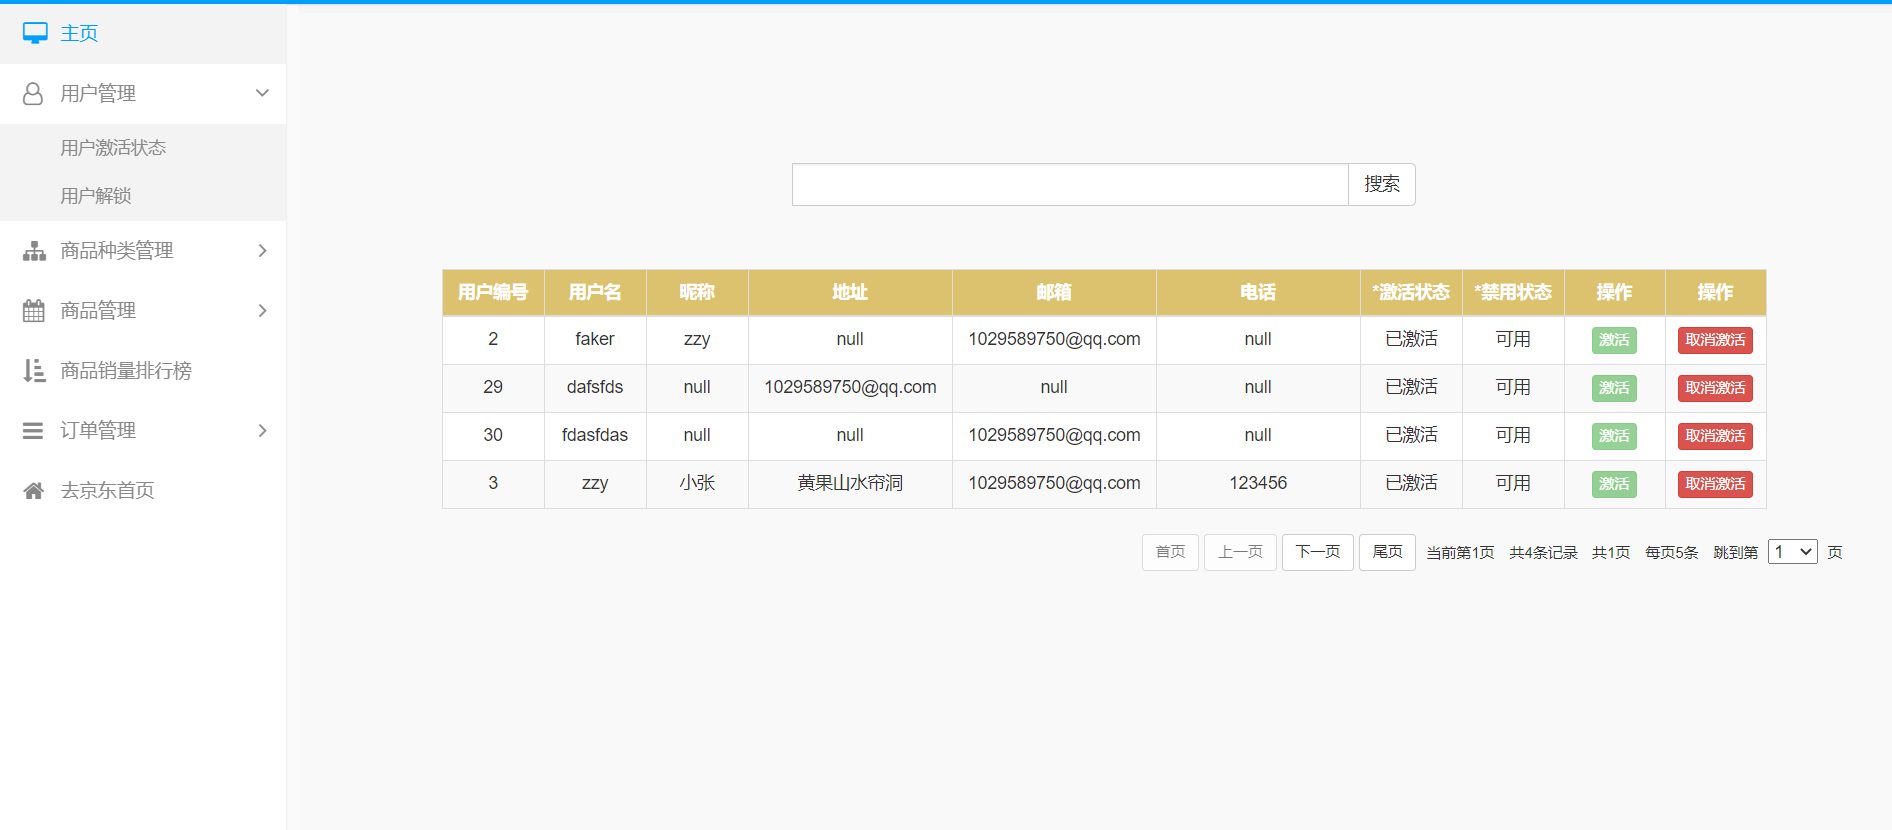 主页
用户管理
用户激活状态
用户解锁
商品种类管理
商品管理
商品销量排行榜
订单管理
去京东首页
搜索
用户编号 用户名 昵称 地址 邮箱 电话 *激活状态 *禁用状态 操作 操作
2 faker zzy null 1029589750@qq.com null 已激活 可用 激活 取消激活
29 dafsfds null 1029589750@qq.com null null 已激活 可用 激活 取消激活
30 fdasfdas null null 1029589750@qq.com null 已激活 可用 激活 取消激活
3 zzy 小张 黄果山水帘洞 1029589750@qq.com 123456 已激活 可用 激活 取消激活
首页 上一页 下一页 尾页 当前第1页 共4条记录 共1页 每页5条 跳到第 1 页